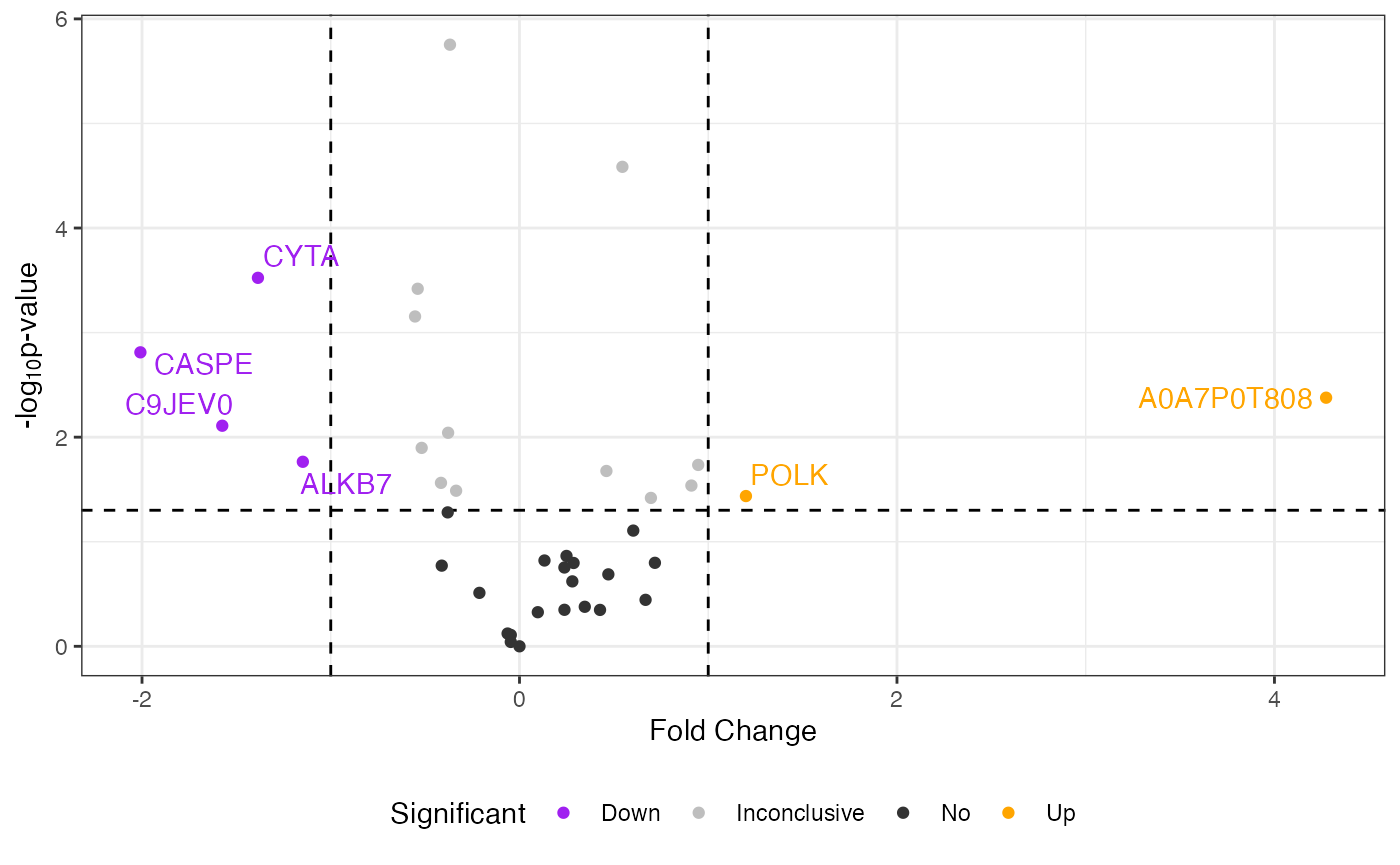 6
4
2
0
-log₁₀p-value
CYTA
CASPE
C9JEV0
ALKB7
A0A7P0T808
POLK
-2 0 2 4
Fold Change
Significant Down Inconclusive No Up